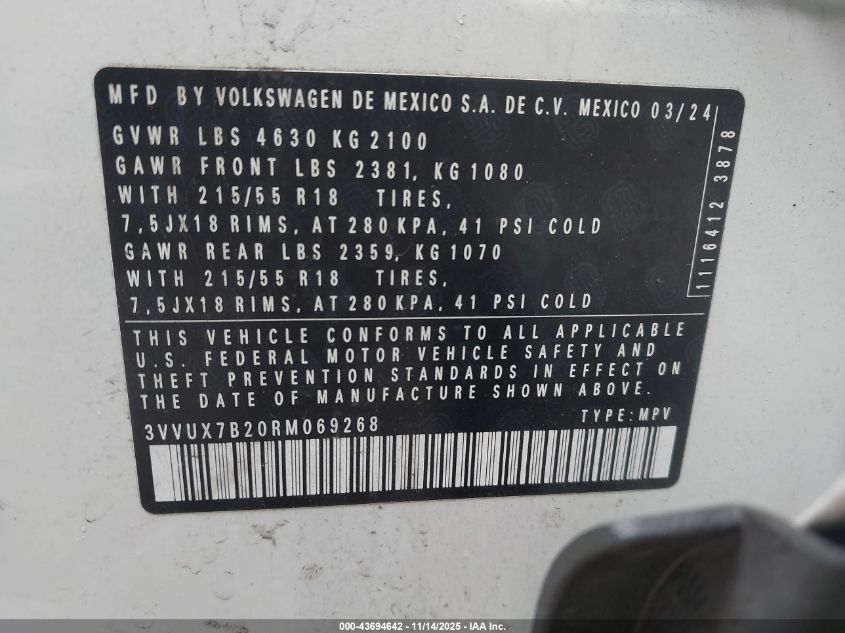 MFD BY VOLKSWAGEN DE MEXICO S.A. DE C.V. MEXICO 03/24
GVWR LBS 4630 KG 2100
GAWR FRONT LBS 2381, KG 1080
WITH 215/55 R18 TIRES,
7,5JX18 RIMS, AT 280 KPA, 41 PSI COLD
GAWR REAR LBS 2359, KG 1070
WITH 215/55 R18 TIRES,
7,5JX18 RIMS, AT 280 KPA, 41 PSI COLD
1116412 3878
THIS VEHICLE CONFORMS TO ALL APPLICABLE
U.S. FEDERAL MOTOR VEHICLE SAFETY AND
THEFT PREVENTION STANDARDS IN EFFECT ON
THE DATE OF MANUFACTURE SHOWN ABOVE.
3VVUX7B20RM069268 TYPE: MPV
000-43694642 - 11/14/2025 - IAA Inc.